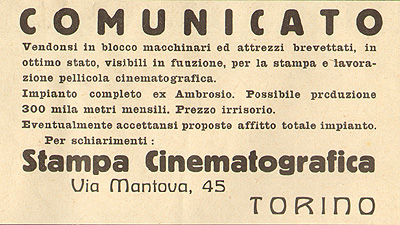 COMUNICATO
Vendonsi in blocco macchinari ed attrezzi brevettati, in
ottimo stato, visibili in fuuzione, per la stampa e lavora-
zione pellicola cinematografica.
Impianto completo ex Ambrosio. Possibile prcduzione
300 mila metri mensili. Prezzo irrisorio.
Eventualmente accettansi proposte affitto totale impianto.
Per schiarimenti:
Stampa Cinematografica
Via Mantova, 45
TORINO